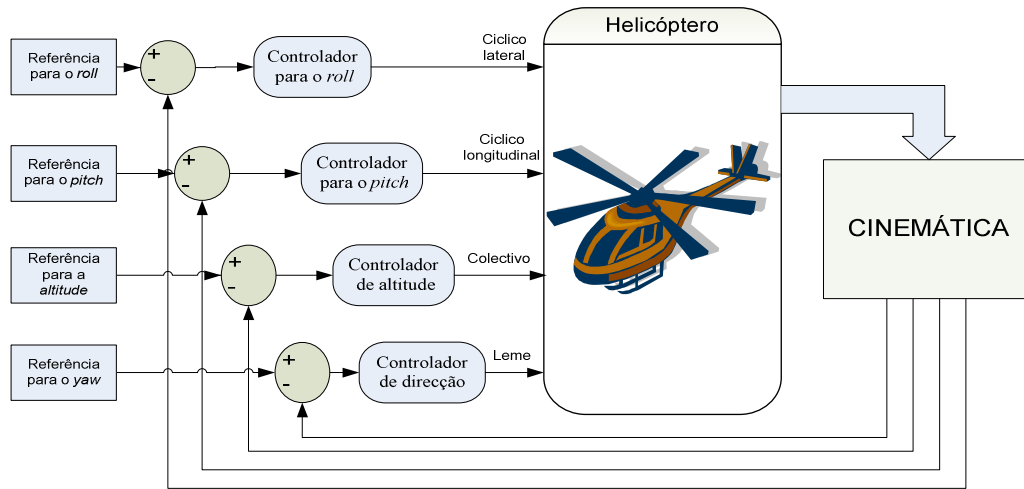 Helicóptero
Referência
para o roll
+
-
Controlador
para o roll
Ciclico
lateral
Referência
para o pitch
+
-
Controlador
para o pitch
Ciclico
longitudinal
CINEMÁTICA
Referência
para a
altitude
+
-
Controlador
de altitude
Colectivo
Referência
para o yaw
+
-
Controlador
de direcção
Leme